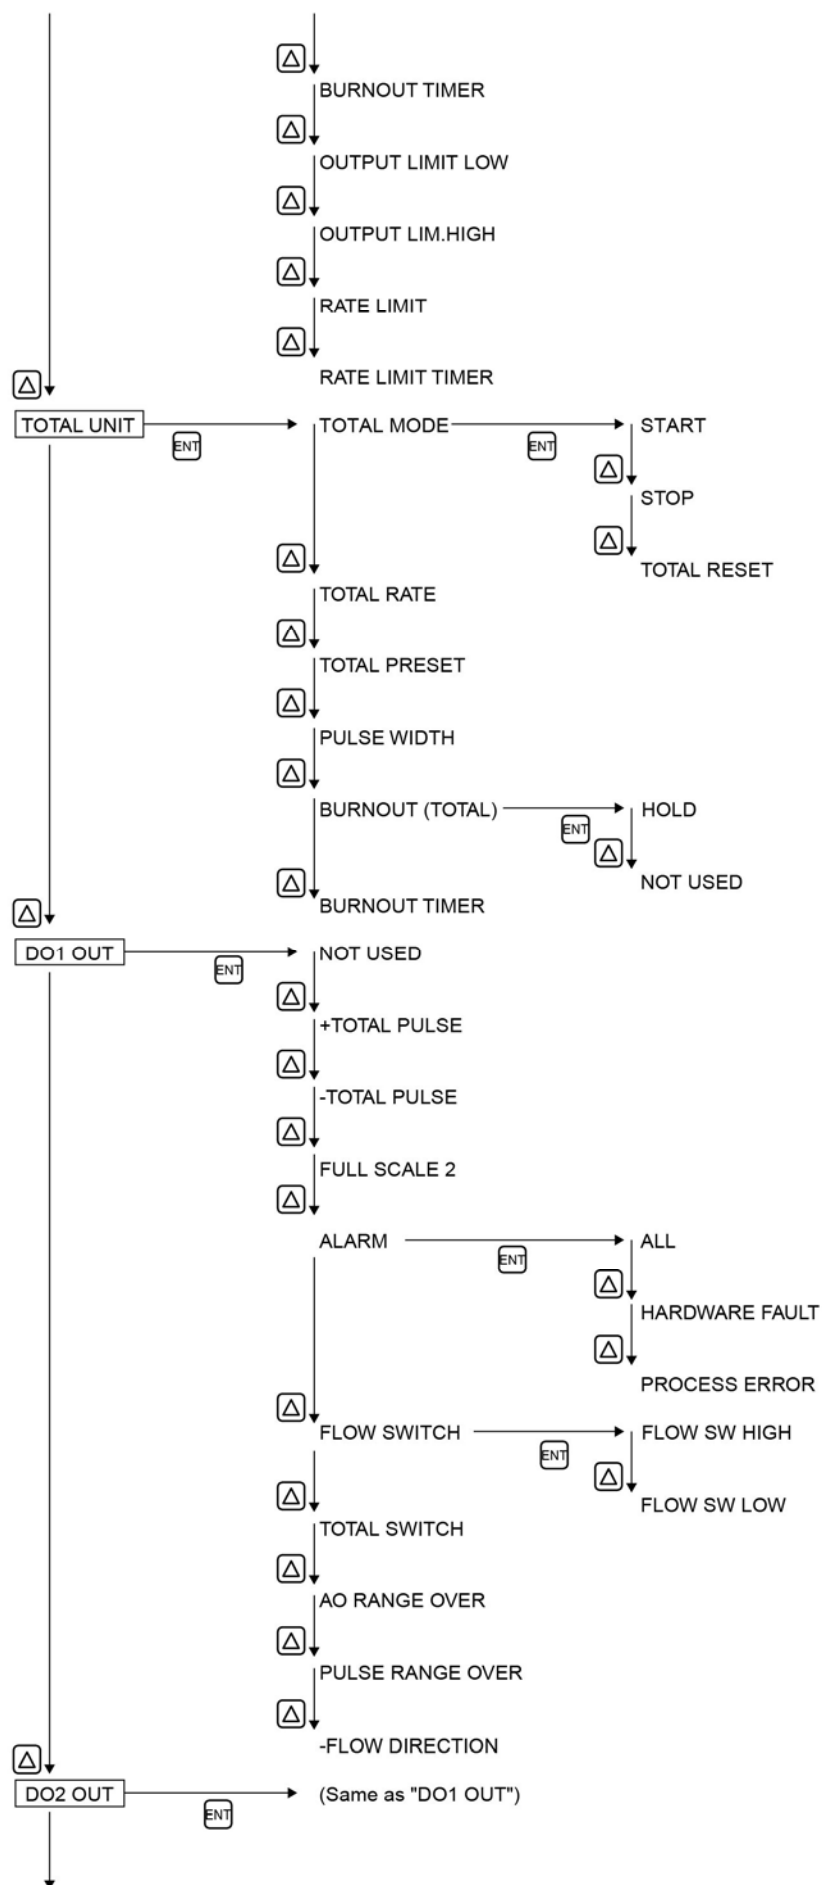 BURNOUT TIMER
OUTPUT LIMIT LOW
OUTPUT LIM.HIGH
RATE LIMIT
RATE LIMIT TIMER
TOTAL UNIT
ENT
TOTAL MODE
ENT
START
STOP
TOTAL RESET
TOTAL RATE
TOTAL PRESET
PULSE WIDTH
BURNOUT (TOTAL)
ENT
HOLD
NOT USED
BURNOUT TIMER
DO1 OUT
ENT
NOT USED
+TOTAL PULSE
-TOTAL PULSE
FULL SCALE 2
ALARM
ENT
ALL
HARDWARE FAULT
PROCESS ERROR
FLOW SWITCH
ENT
FLOW SW HIGH
FLOW SW LOW
TOTAL SWITCH
AO RANGE OVER
PULSE RANGE OVER
-FLOW DIRECTION
DO2 OUT
ENT
(Same as "DO1 OUT")